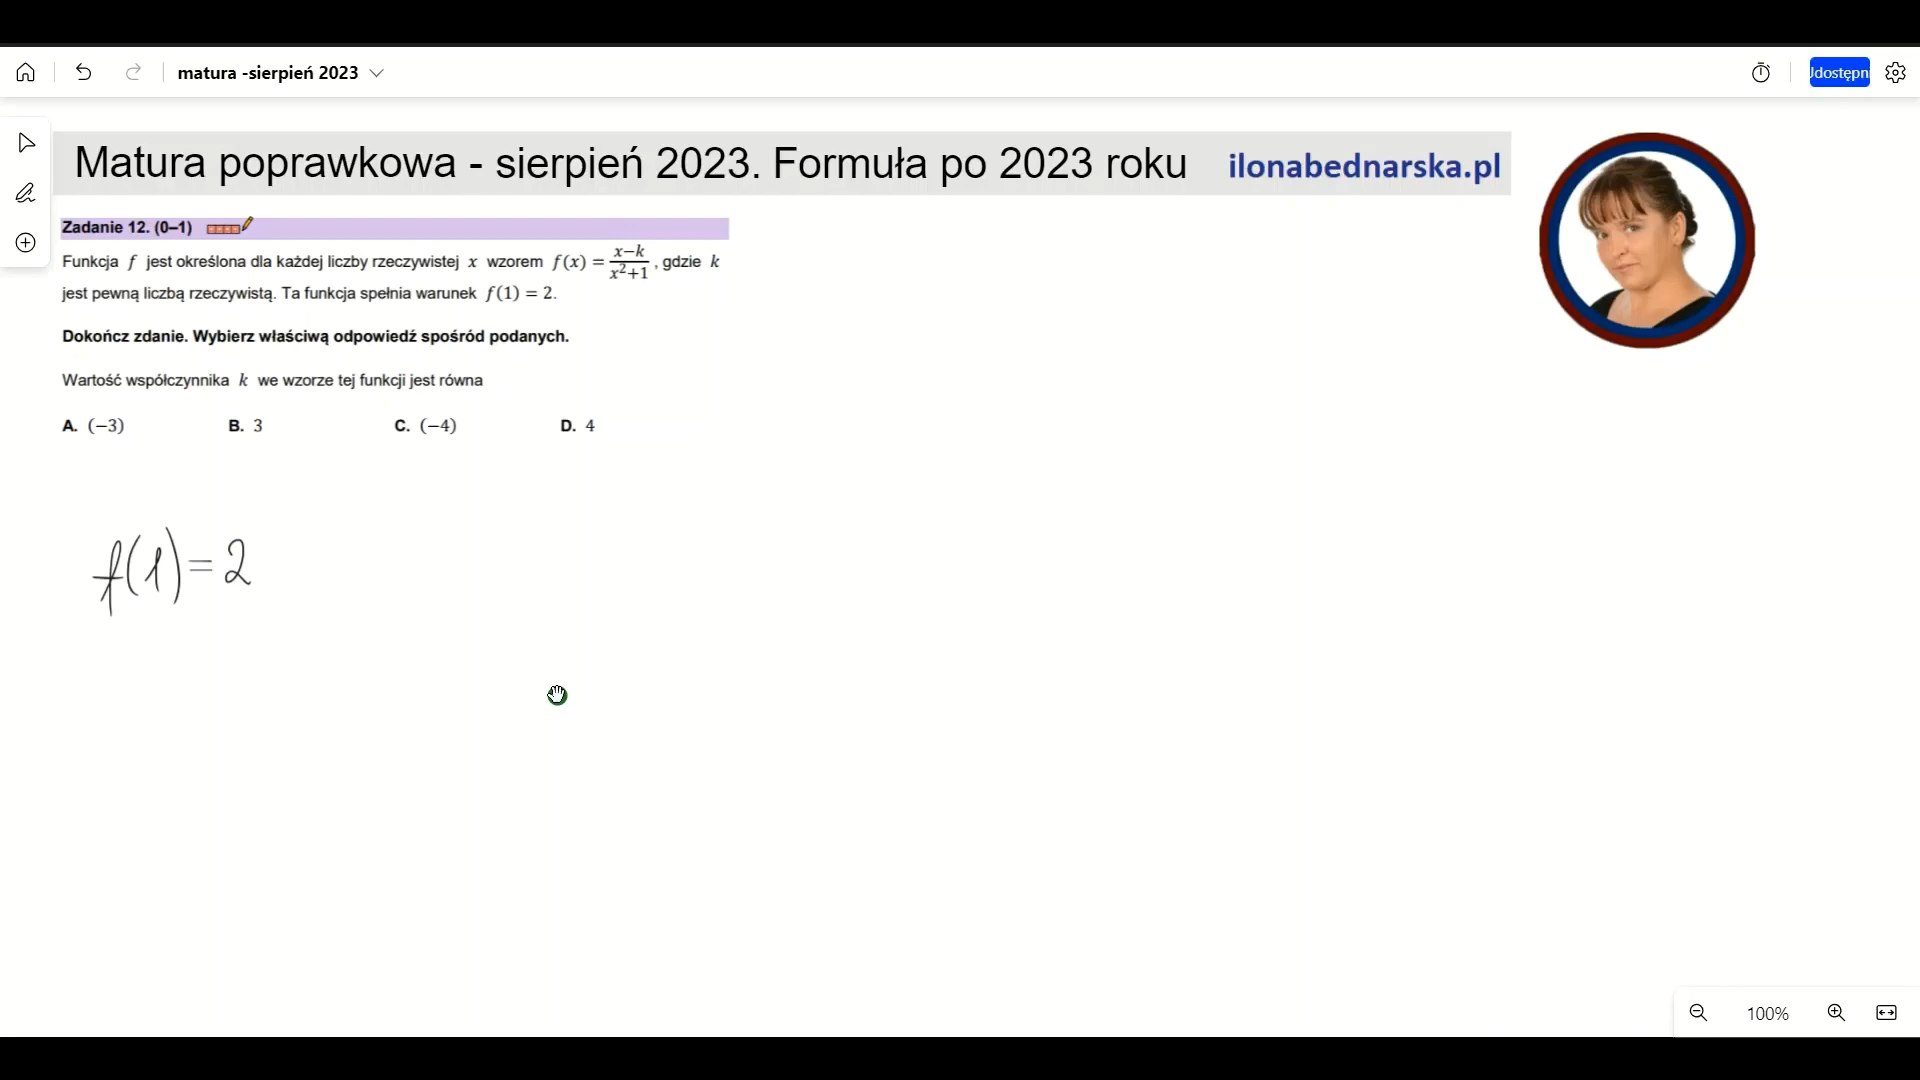 matura -sierpień 2023
Udostępni
Matura poprawkowa - sierpień 2023. Formuła po 2023 roku ilonabednarska.pl
Zadanie 12. (0–1)
Funkcja f jest określona dla każdej liczby rzeczywistej x wzorem f(x) = \frac{x−k}{x²+1}, gdzie k
jest pewną liczbą rzeczywistą. Ta funkcja spełnia warunek f(1) = 2.
Dokończ zdanie. Wybierz właściwą odpowiedź spośród podanych.
Wartość współczynnika k we wzorze tej funkcji jest równa
A. (−3) B. 3 C. (−4) D. 4
f(1)=2
100%